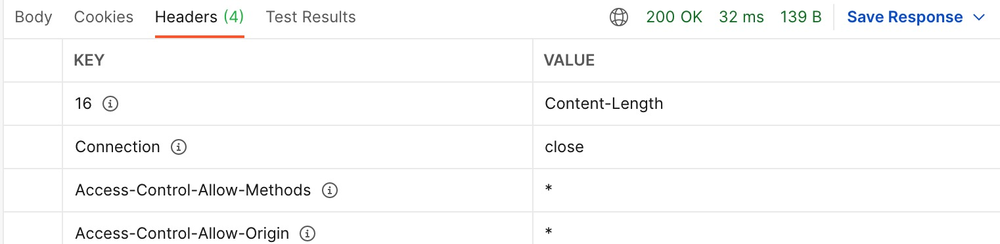 Body Cookies Headers (4) Test Results 200 OK 32 ms 139 B Save Response
KEY VALUE
16 Content-Length
Connection close
Access-Control-Allow-Methods *
Access-Control-Allow-Origin *